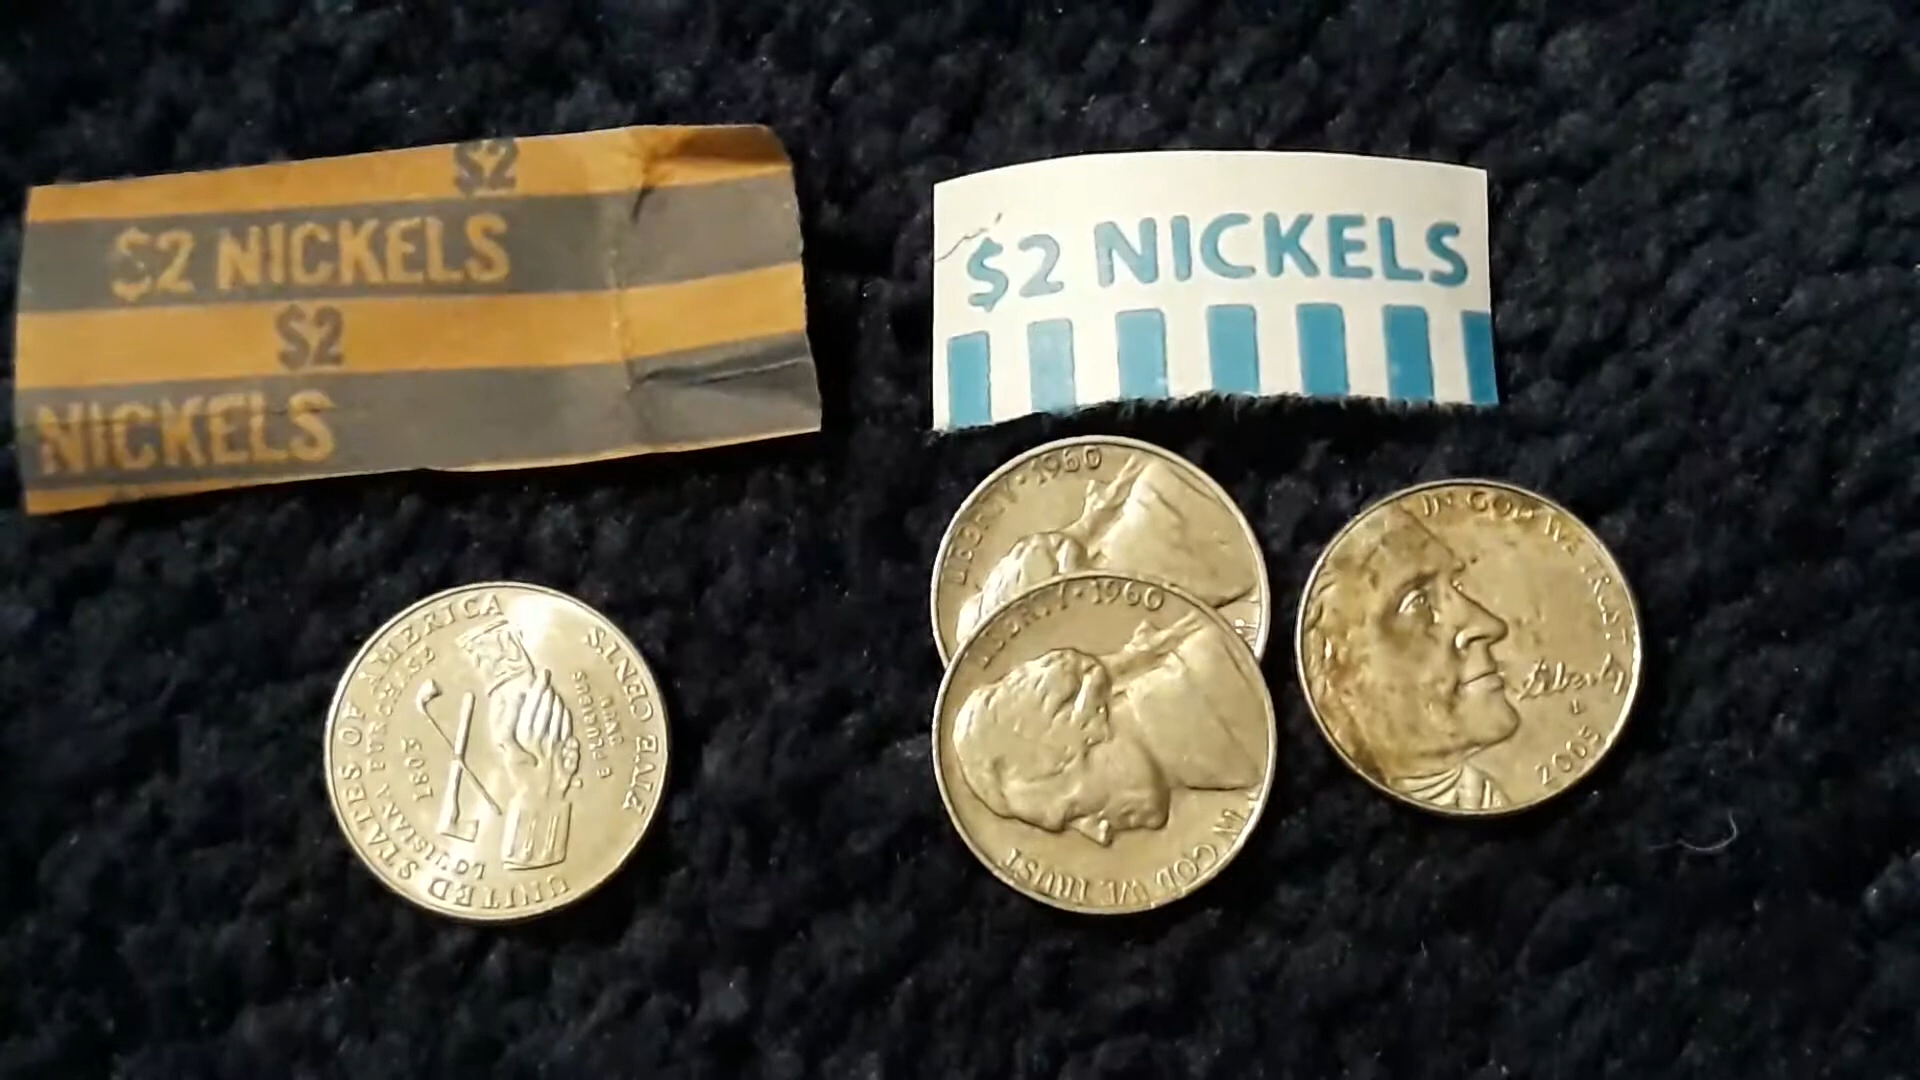 $2
$2 NICKELS
$2
NICKELS
$2 NICKELS
LIBERTY · 1960
LIBERTY · 1960
IN GOD WE TRUST
IN GOD WE TRUST
Liberty
2005
UNITED STATES OF AMERICA
LOUISIANA PURCHASE
1803
E PLURIBUS
UNUM
FIVE CENTS